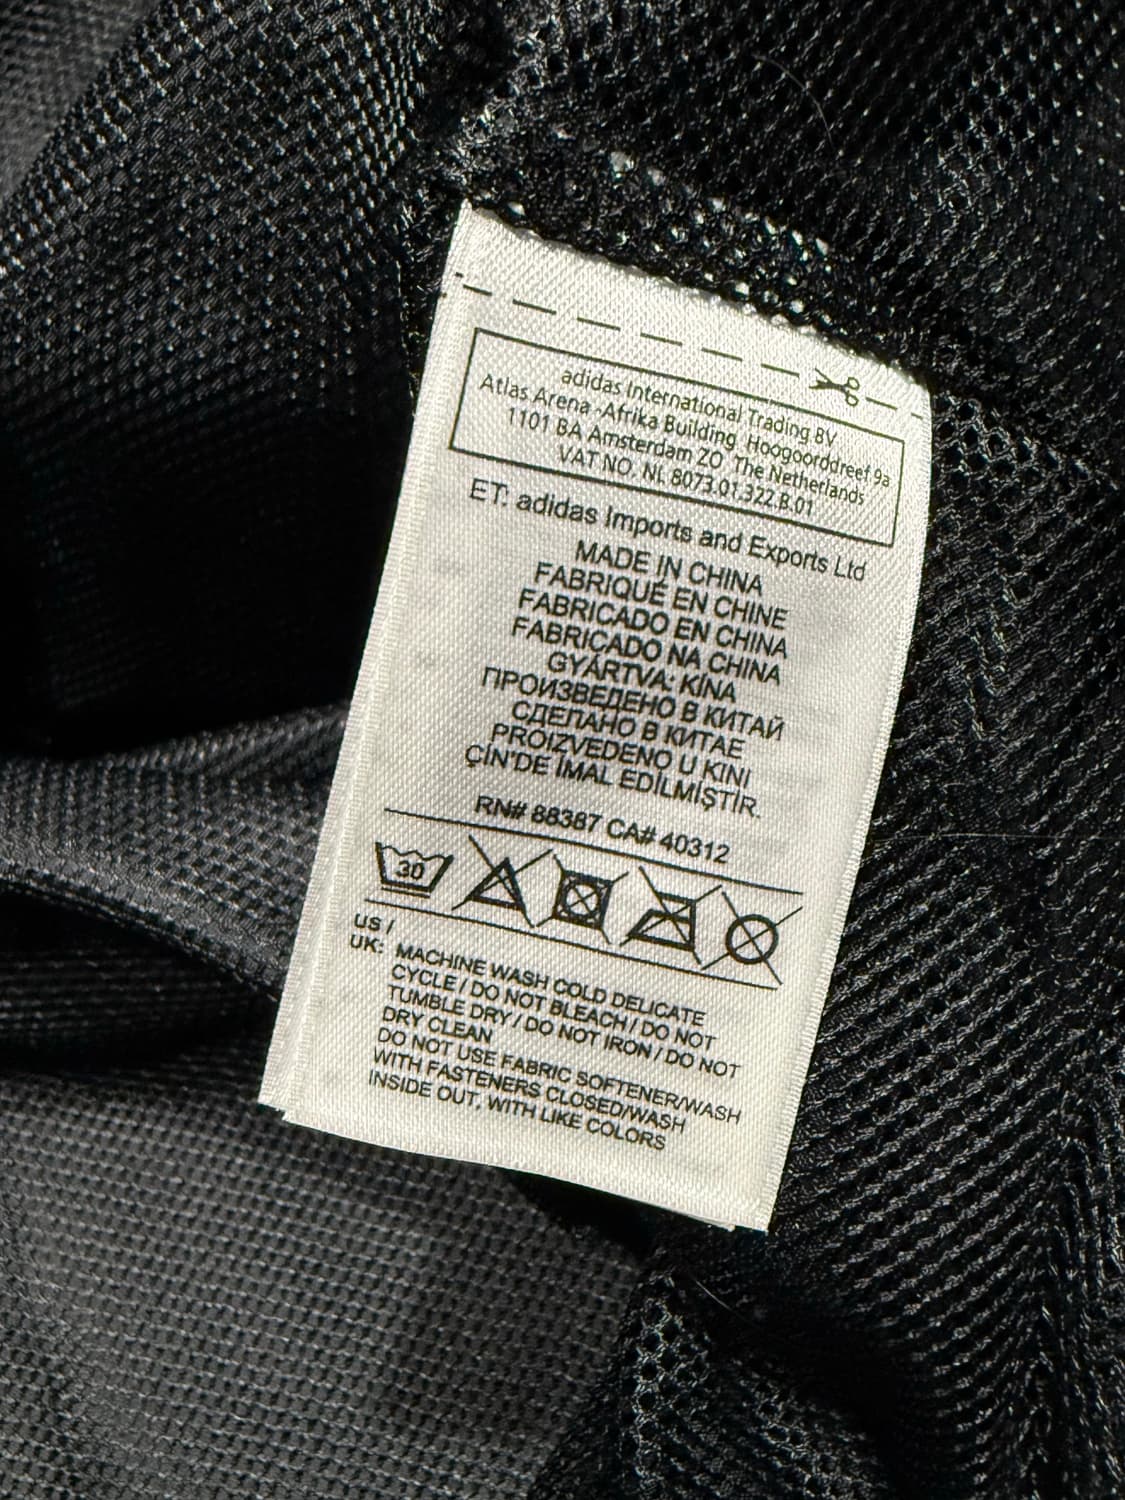 adidas International Trading BV
Atlas Arena -Afrika Building Hoogoorddreef 9a
1101 BA Amsterdam ZO The Netherlands
VAT NO. NL 8073.01.322.B.01
ET: adidas Imports and Exports Ltd
MADE IN CHINA
FABRIQUÉ EN CHINE
FABRICADO EN CHINA
FABRICADO NA CHINA
GYÁRTVA: KÍNA
ПРОИЗВЕДЕНО В КИТАЙ
СДЕЛАНО В КИТАЕ
PROIZVEDENO U KINI
ÇİN'DE İMAL EDİLMİŞTİR.
RN# 88387 CA# 40312
30
US /
UK: MACHINE WASH COLD DELICATE
CYCLE / DO NOT BLEACH / DO NOT
TUMBLE DRY / DO NOT IRON / DO NOT
DRY CLEAN
DO NOT USE FABRIC SOFTENER/WASH
WITH FASTENERS CLOSED/WASH
INSIDE OUT, WITH LIKE COLORS